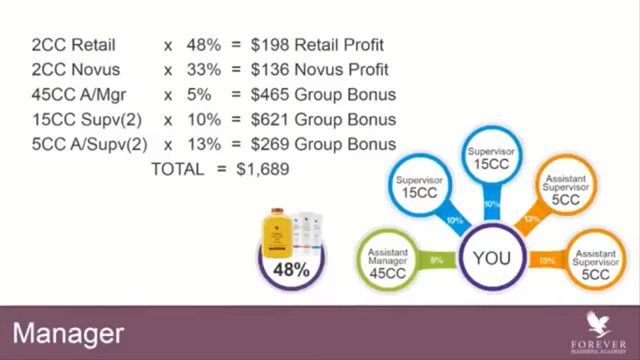 2CC Retail x 48% = $198 Retail Profit
2CC Novus x 33% = $136 Novus Profit
45CC A/Mgr x 5% = $465 Group Bonus
15CC Supv(2) x 10% = $621 Group Bonus
5CC A/Supv(2) x 13% = $269 Group Bonus
TOTAL = $1,689
Supervisor
15CC
Supervisor
15CC
Assistant
Supervisor
5CC
10%
10%
13%
48%
Assistant
Manager
45CC
YOU
Assistant
Supervisor
5CC
13%
Manager
FOREVER
BUSINESS ACADEMY